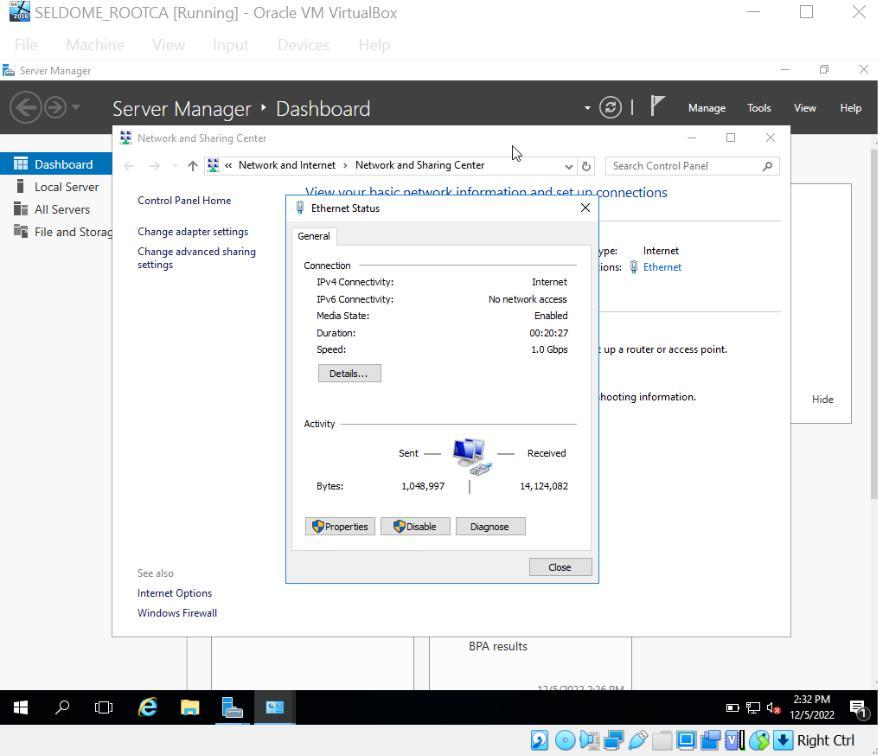 SELDOME_ROOTCA [Running] - Oracle VM VirtualBox
File Machine View Input Devices Help
Server Manager
Server Manager ‣ Dashboard
Manage Tools View Help
Dashboard
Local Server
All Servers
File and Storag
Network and Sharing Center
« Network and Internet › Network and Sharing Center
Search Control Panel
Control Panel Home
Change adapter settings
Change advanced sharing
settings
View your basic network information and set up connections
ype: Internet
ions: Ethernet
up a router or access point.
hooting information.
Hide
Ethernet Status
General
Connection
IPv4 Connectivity: Internet
IPv6 Connectivity: No network access
Media State: Enabled
Duration: 00:20:27
Speed: 1.0 Gbps
Details...
Activity
Sent — — Received
Bytes: 1,048,997 | 14,124,082
Properties Disable Diagnose
Close
See also
Internet Options
Windows Firewall
BPA results
12/5/2022 2:26 PM
2:32 PM
12/5/2022
1
Right Ctrl